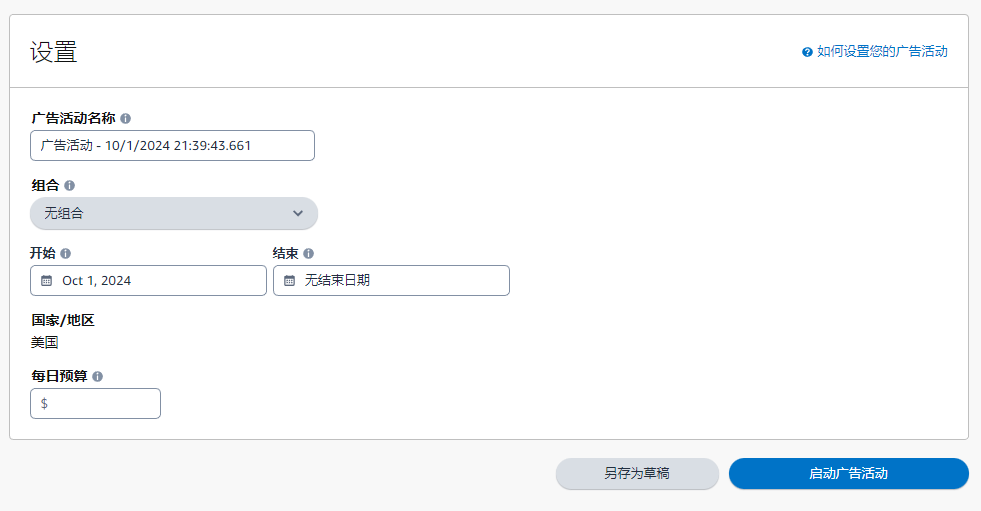 设置
如何设置您的广告活动
广告活动名称
广告活动 - 10/1/2024 21:39:43.661
组合
无组合
开始 结束
Oct 1, 2024 无结束日期
国家/地区
美国
每日预算
$
另存为草稿 启动广告活动